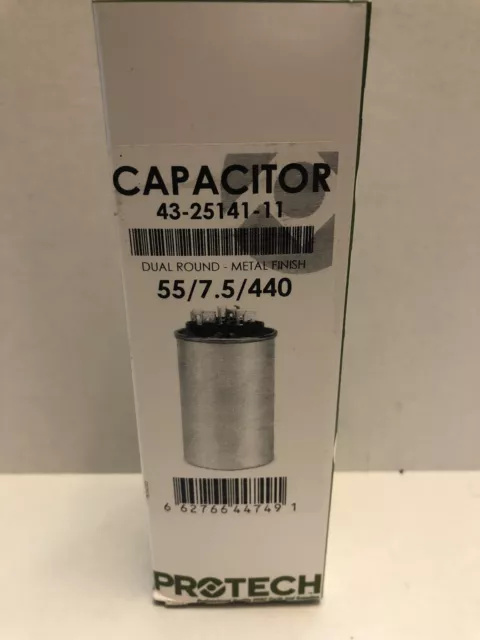 CAPACITOR
43-25141-11
DUAL ROUND - METAL FINISH
55/7.5/440
6 62766 44749 1
PROTECH